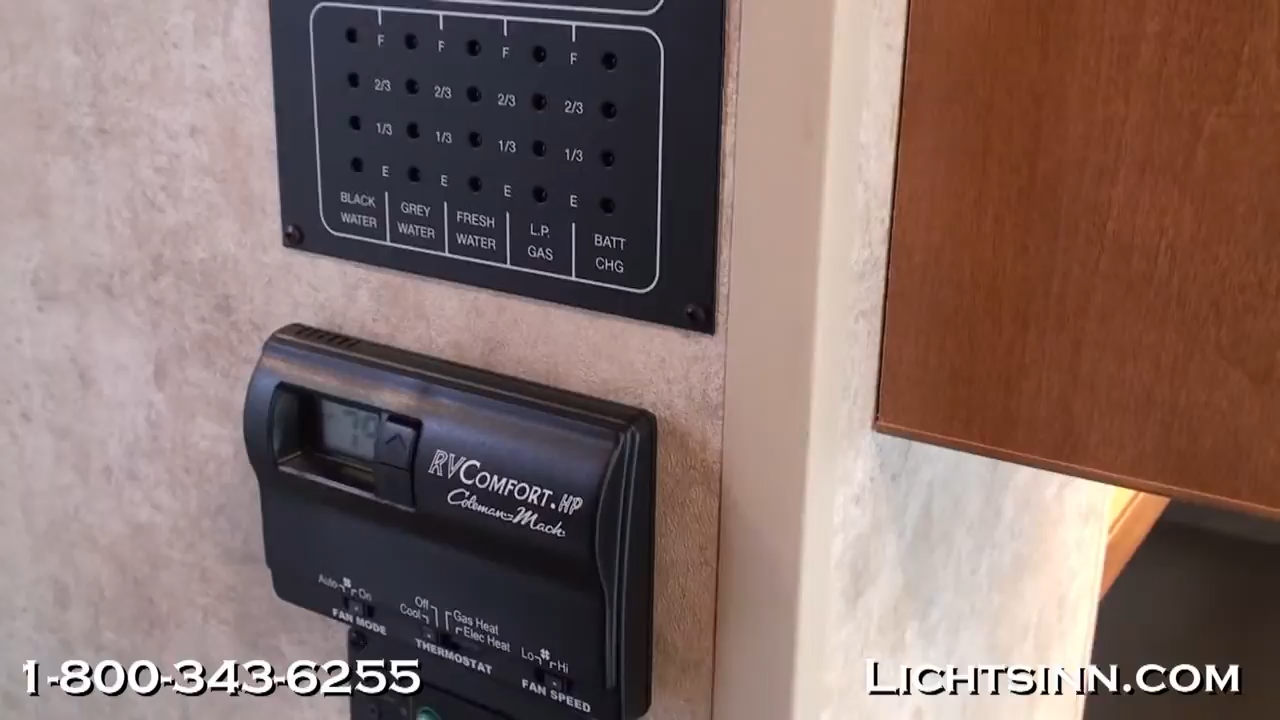 F F F F
2/3 2/3 2/3 2/3
1/3 1/3 1/3 1/3
E E E E
BLACK WATER
GREY WATER
FRESH WATER
L.P. GAS
BATT CHG
79
RVCOMFORT.HP
Coleman-Mach
Auto On
FAN MODE
Off
Cool
Gas Heat
Elec Heat
THERMOSTAT
Lo Hi
FAN SPEED
1-800-343-6255
LICHTSINN.COM